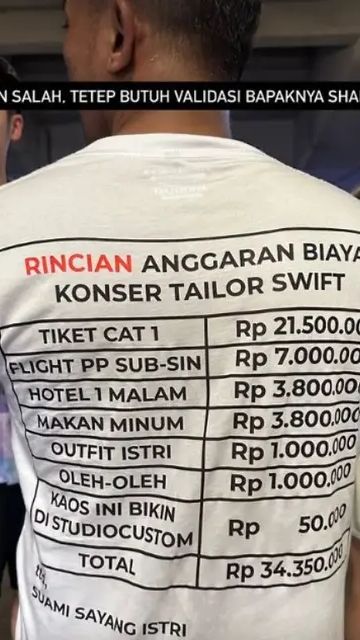 N SALAH, TETEP BUTUH VALIDASI BAPAKNYA SHA
RINCIAN ANGGARAN BIAYA
KONSER TAILOR SWIFT
TIKET CAT 1 Rp 21.500.00
FLIGHT PP SUB-SIN Rp 7.000.00
HOTEL 1 MALAM Rp 3.800.000
MAKAN MINUM Rp 3.800.000
OUTFIT ISTRI Rp 1.000.000
OLEH-OLEH Rp 1.000.000
KAOS INI BIKIN
DI STUDIOCUSTOM Rp 50.000
TOTAL Rp 34.350.000
ttd,
SUAMI SAYANG ISTRI